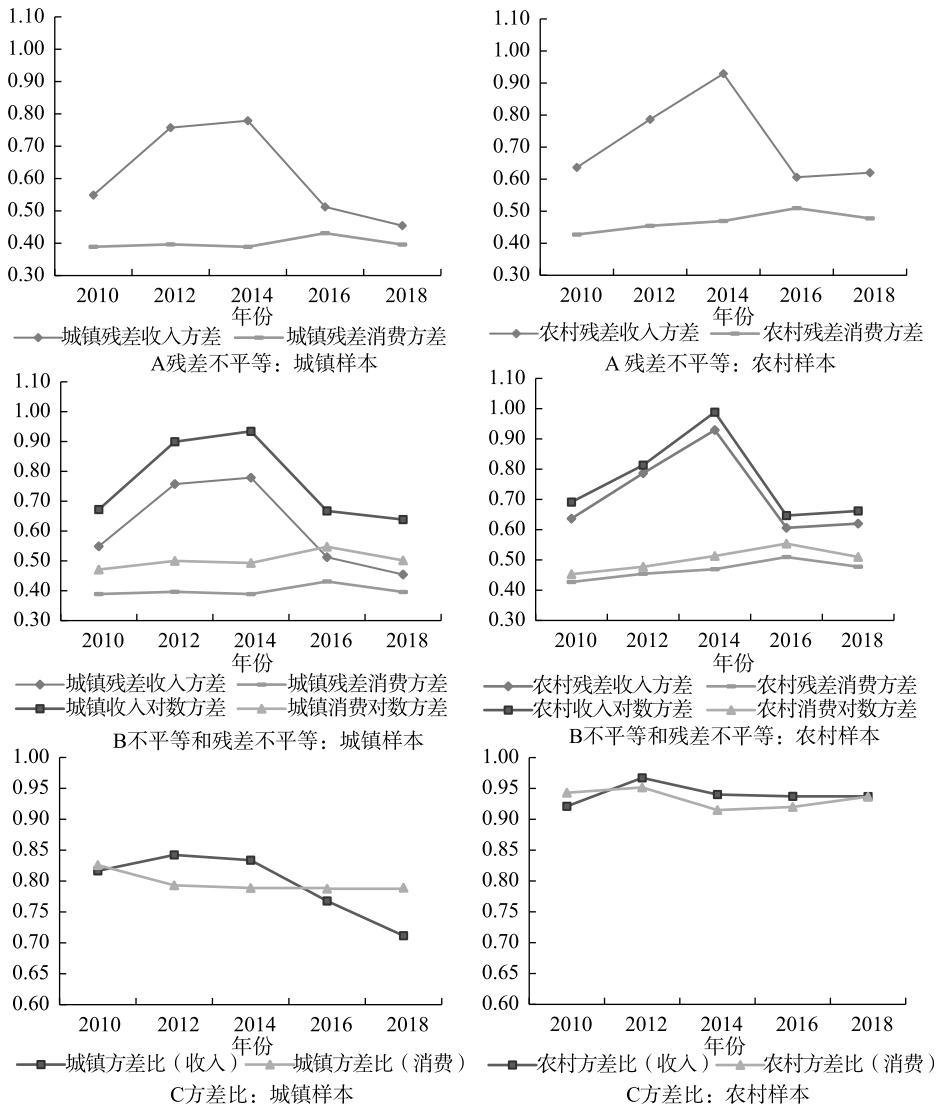 1.10
1.00
0.90
0.80
0.70
0.60
0.50
0.40
0.30
2010 2012 2014 2016 2018
年份
城镇残差收入方差 城镇残差消费方差
A残差不平等：城镇样本
1.10
1.00
0.90
0.80
0.70
0.60
0.50
0.40
0.30
2010 2012 2014 2016 2018
年份
农村残差收入方差 农村残差消费方差
A 残差不平等：农村样本
1.10
1.00
0.90
0.80
0.70
0.60
0.50
0.40
0.30
2010 2012 2014 2016 2018
年份
城镇残差收入方差 城镇残差消费方差
城镇收入对数方差 城镇消费对数方差
B不平等和残差不平等：城镇样本
1.10
1.00
0.90
0.80
0.70
0.60
0.50
0.40
0.30
2010 2012 2014 2016 2018
年份
农村残差收入方差 农村残差消费方差
农村收入对数方差 农村消费对数方差
B不平等和残差不平等：农村样本
1.00
0.95
0.90
0.85
0.80
0.75
0.70
0.65
0.60
2010 2012 2014 2016 2018
年份
城镇方差比（收入） 城镇方差比（消费）
C方差比：城镇样本
1.00
0.95
0.90
0.85
0.80
0.75
0.70
0.65
0.60
2010 2012 2014 2016 2018
年份
农村方差比（收入） 农村方差比（消费）
C方差比：农村样本